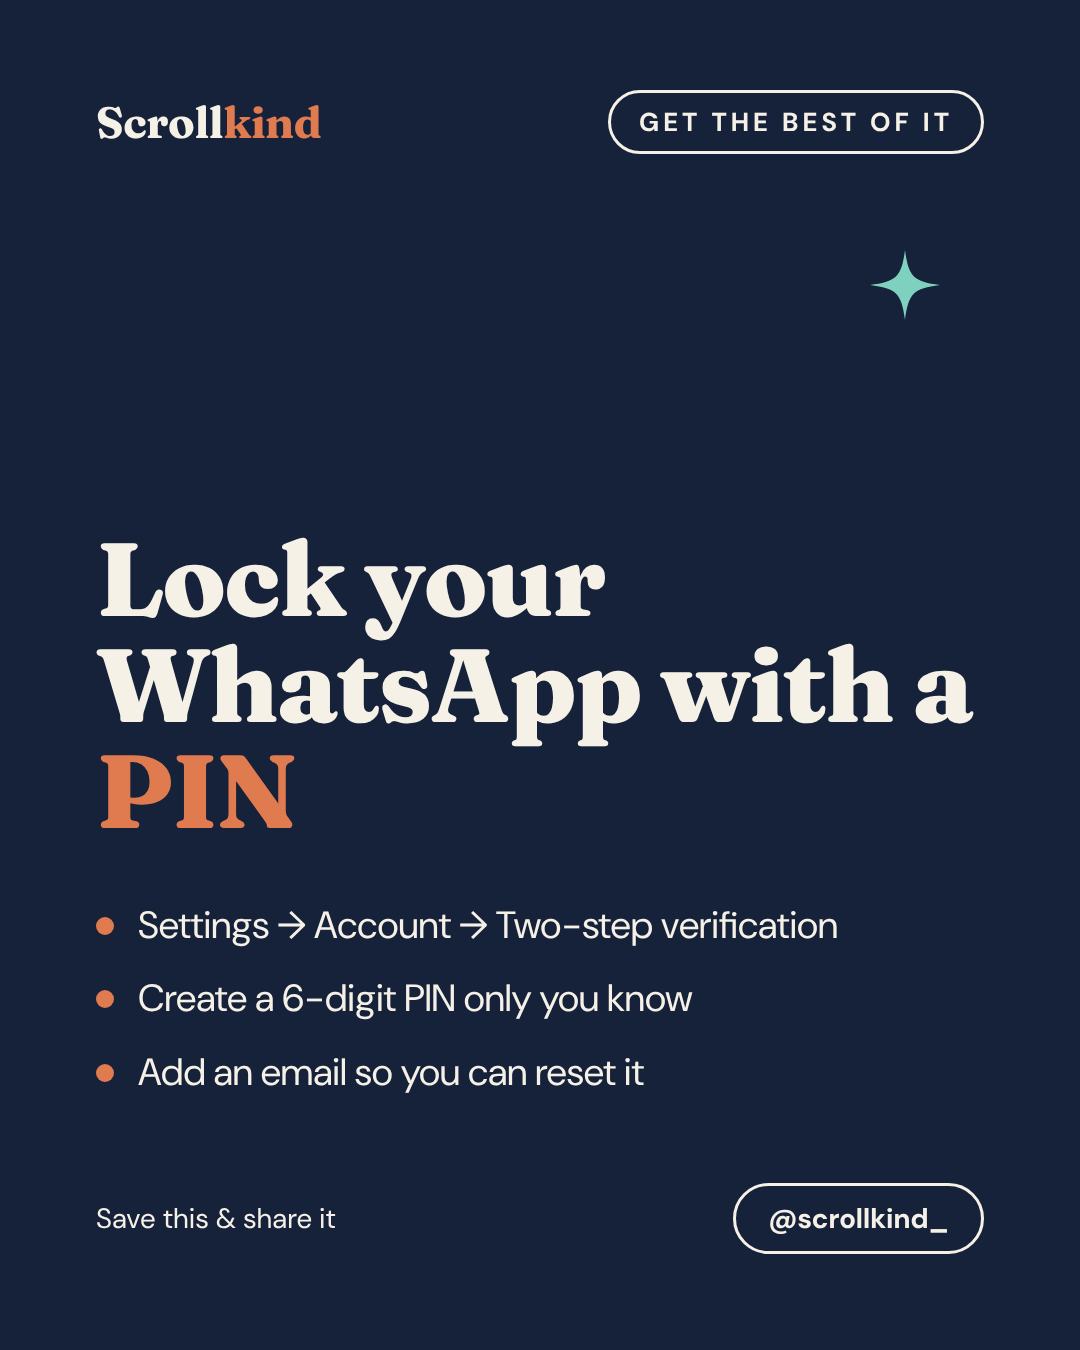 Scrollkind
GET THE BEST OF IT
Lock your
WhatsApp with a
PIN
Settings → Account → Two-step verification
Create a 6-digit PIN only you know
Add an email so you can reset it
Save this & share it
@scrollkind_